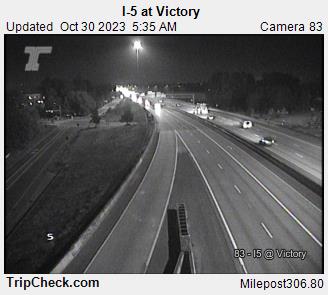 I-5 at Victory
Updated Oct 30 2023 5:35 AM Camera 83
T
S
83 - I5 @ Victory
TripCheck.com Milepost306.80